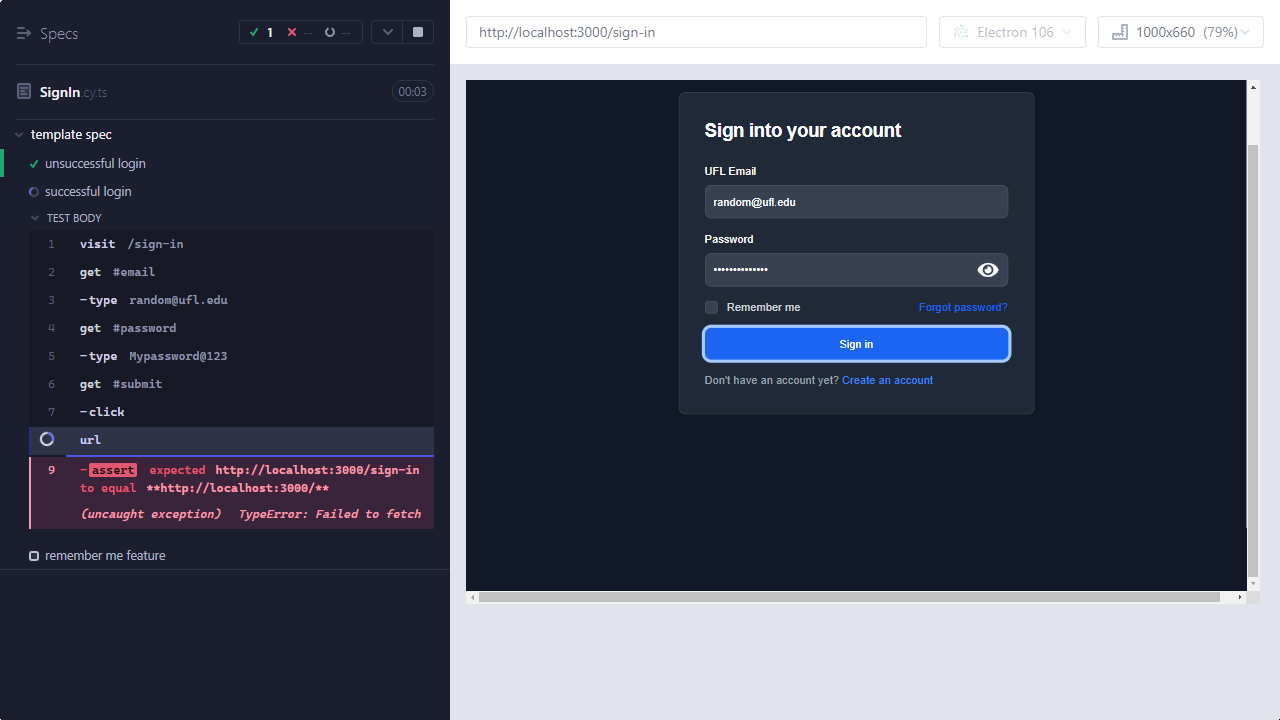 Specs
1
--
--
SignIn.cy.ts
00:03
template spec
unsuccessful login
successful login
TEST BODY
1 visit /sign-in
2 get #email
3 -type random@ufl.edu
4 get #password
5 -type Mypassword@123
6 get #submit
7 -click
url
9 -assert expected http://localhost:3000/sign-in
to equal **http://localhost:3000/**
(uncaught exception) TypeError: Failed to fetch
remember me feature
http://localhost:3000/sign-in
Electron 106
1000x660 (79%)
Sign into your account
UFL Email
random@ufl.edu
Password
••••••••••••••
Remember me
Forgot password?
Sign in
Don't have an account yet? Create an account